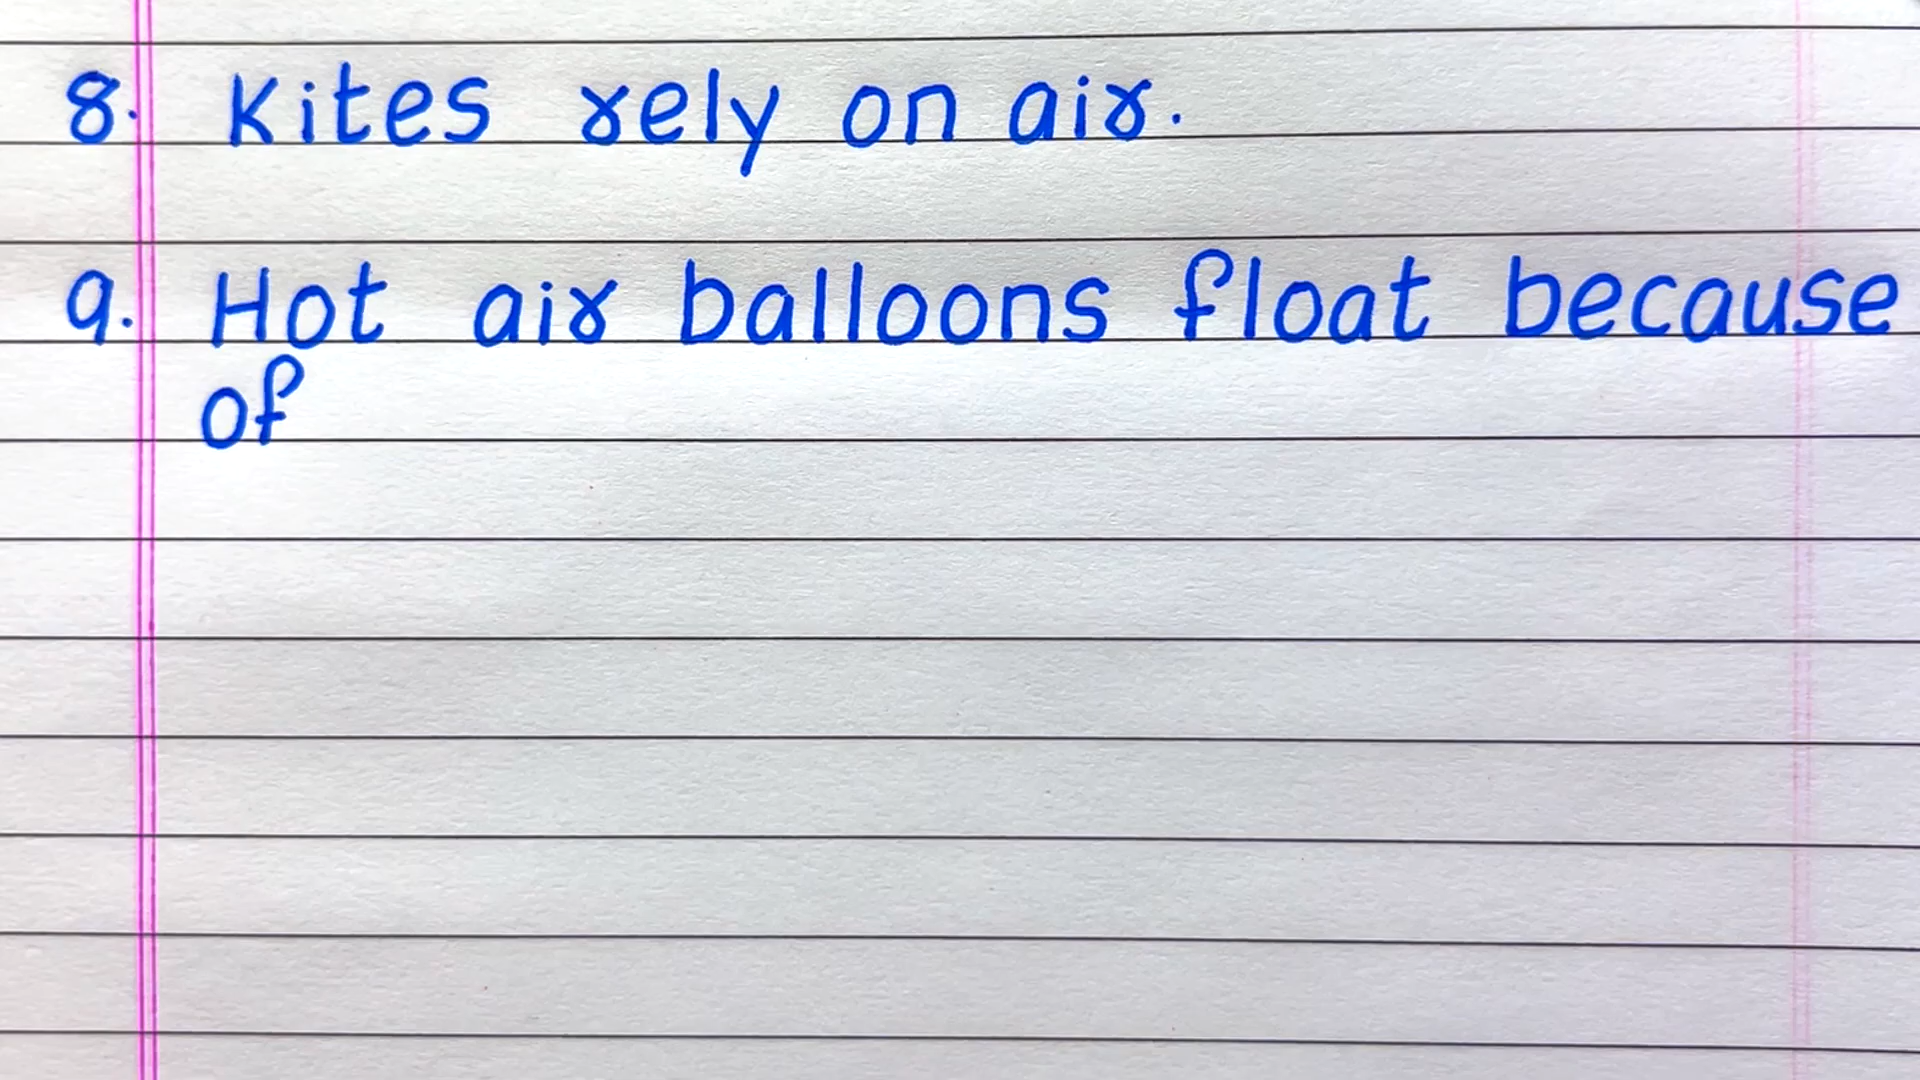 8. Kites rely on air.
9. Hot air balloons float because
of